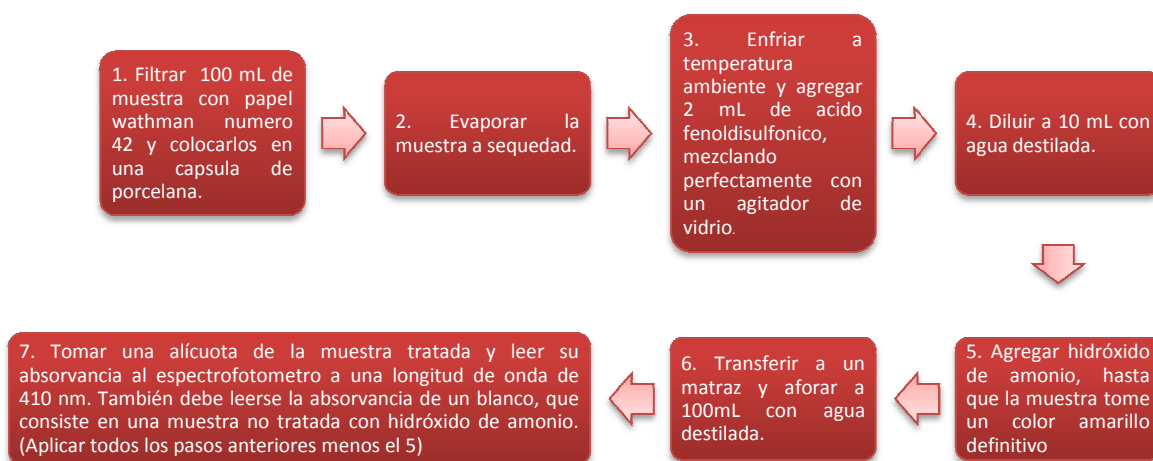 1. Filtrar 100 mL de
muestra con papel
wathman numero
42 y colocarlos en
una capsula de
porcelana.
2. Evaporar la
muestra a sequedad.
3. Enfriar a
temperatura
ambiente y agregar
2 mL de acido
fenoldisulfonico,
mezclando
perfectamente con
un agitador de
vidrio.
4. Diluir a 10 mL con
agua destilada.
5. Agregar hidróxido
de amonio, hasta
que la muestra tome
un color amarillo
definitivo
6. Transferir a un
matraz y aforar a
100mL con agua
destilada.
7. Tomar una alícuota de la muestra tratada y leer su
absorvancia al espectrofotometro a una longitud de onda de
410 nm. También debe leerse la absorvancia de un blanco, que
consiste en una muestra no tratada con hidróxido de amonio.
(Aplicar todos los pasos anteriores menos el 5)